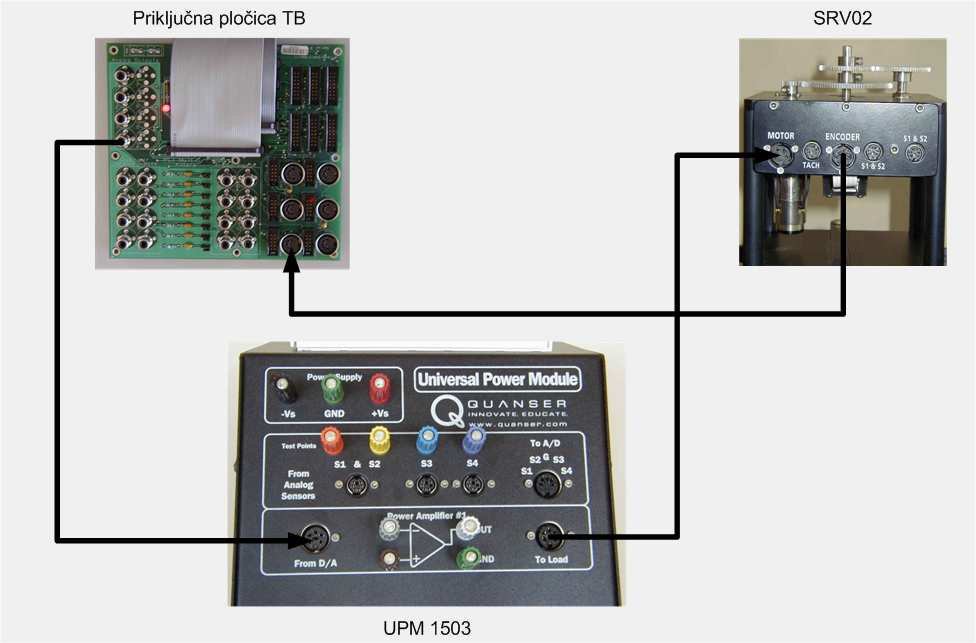 Priključna pločica TB
SRV02
Analog Outputs
MOTOR
TACH
ENCODER
S1 & S2
S1 & S2
Power Supply
-Vs
GND
+Vs
Universal Power Module
QUANSER
INNOVATE. EDUCATE.
www.quanser.com
Test Points
S1 & S2
S3
S4
From
Analog
Sensors
To A/D
S2 G S3
S1 S4
Power Amplifier #1
From D/A
To Load
UPM 1503